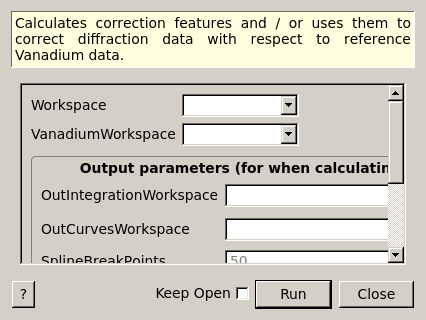 Calculates correction features and / or uses them to
correct diffraction data with respect to reference
Vanadium data.
Workspace
VanadiumWorkspace
Output parameters (for when calculatin
OutIntegrationWorkspace
OutCurvesWorkspace
SplineBreakPoints 50
? Keep Open Run Close